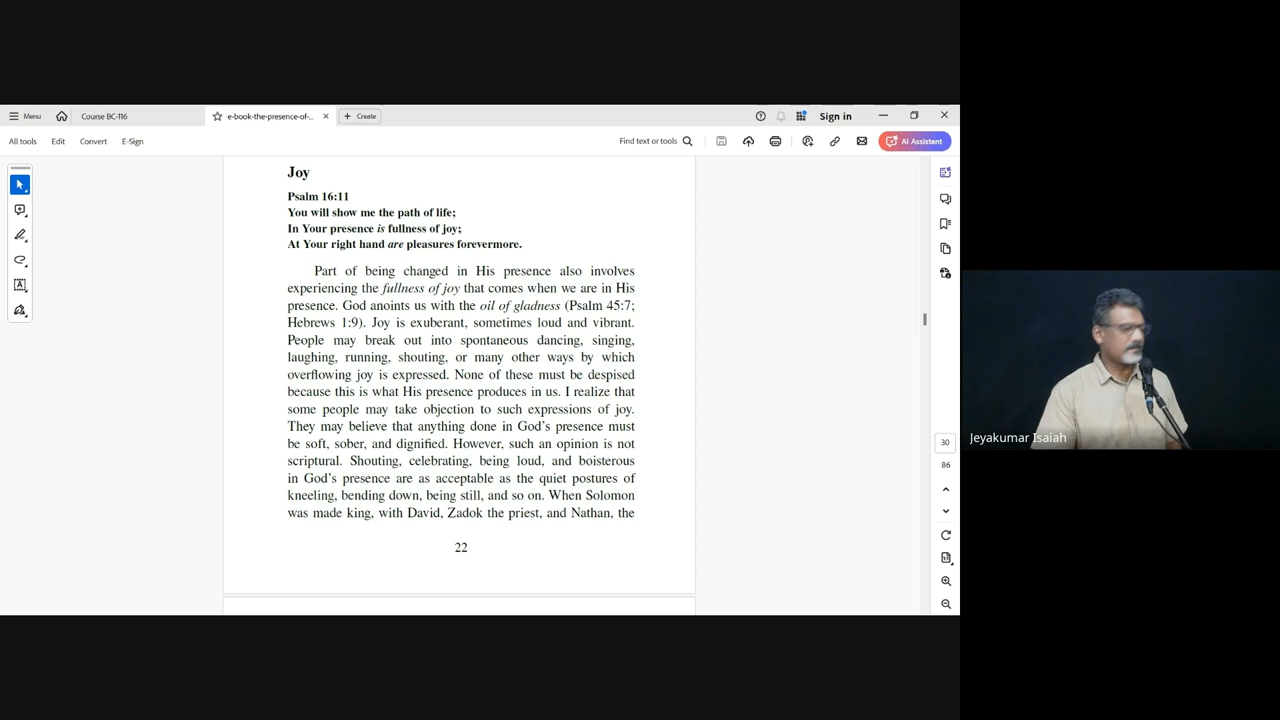 Menu
Course BC-116
e-book-the-presence-of-...
Create
Sign in
All tools
Edit
Convert
E-Sign
Find text or tools
AI Assistant
Joy
Psalm 16:11
You will show me the path of life;
In Your presence is fullness of joy;
At Your right hand are pleasures forevermore.
Part of being changed in His presence also involves
experiencing the fullness of joy that comes when we are in His
presence. God anoints us with the oil of gladness (Psalm 45:7;
Hebrews 1:9). Joy is exuberant, sometimes loud and vibrant.
People may break out into spontaneous dancing, singing,
laughing, running, shouting, or many other ways by which
overflowing joy is expressed. None of these must be despised
because this is what His presence produces in us. I realize that
some people may take objection to such expressions of joy.
They may believe that anything done in God's presence must
be soft, sober, and dignified. However, such an opinion is not
scriptural. Shouting, celebrating, being loud, and boisterous
in God's presence are as acceptable as the quiet postures of
kneeling, bending down, being still, and so on. When Solomon
was made king, with David, Zadok the priest, and Nathan, the
22
30
86
Jeyakumar Isaiah